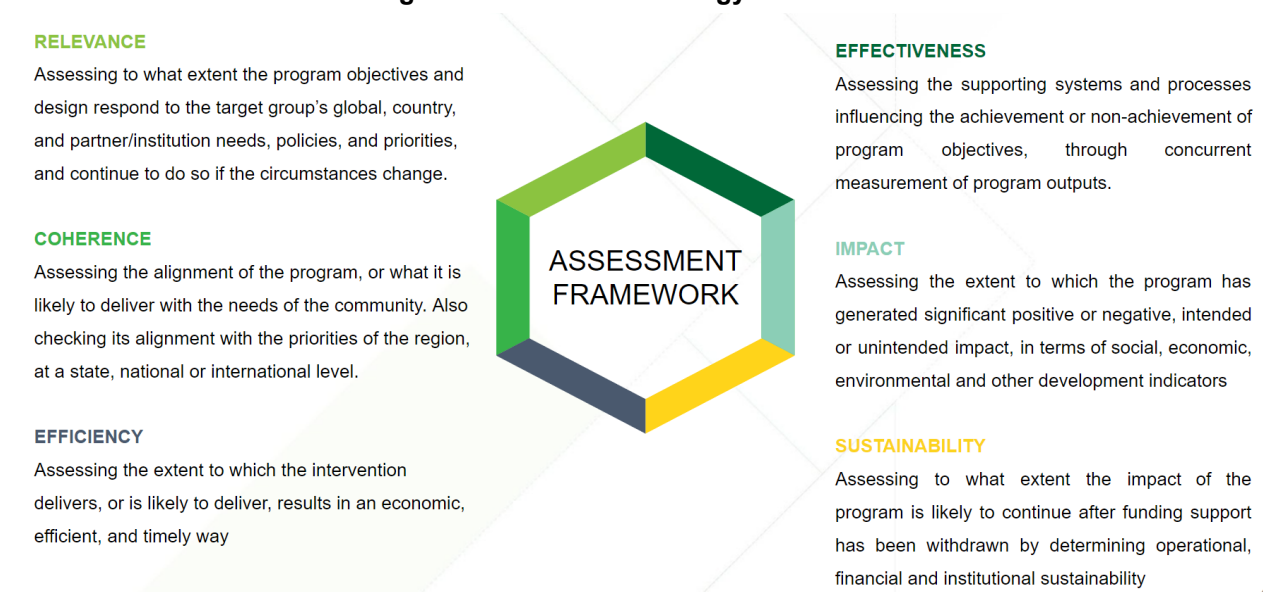 RELEVANCE
Assessing to what extent the program objectives and
design respond to the target group's global, country,
and partner/institution needs, policies, and priorities,
and continue to do so if the circumstances change.
COHERENCE
Assessing the alignment of the program, or what it is
likely to deliver with the needs of the community. Also
checking its alignment with the priorities of the region,
at a state, national or international level.
EFFICIENCY
Assessing the extent to which the intervention
delivers, or is likely to deliver, results in an economic,
efficient, and timely way
ASSESSMENT
FRAMEWORK
EFFECTIVENESS
Assessing the supporting systems and processes
influencing the achievement or non-achievement of
program objectives, through concurrent
measurement of program outputs.
IMPACT
Assessing the extent to which the program has
generated significant positive or negative, intended
or unintended impact, in terms of social, economic,
environmental and other development indicators
SUSTAINABILITY
Assessing to what extent the impact of the
program is likely to continue after funding support
has been withdrawn by determining operational,
financial and institutional sustainability